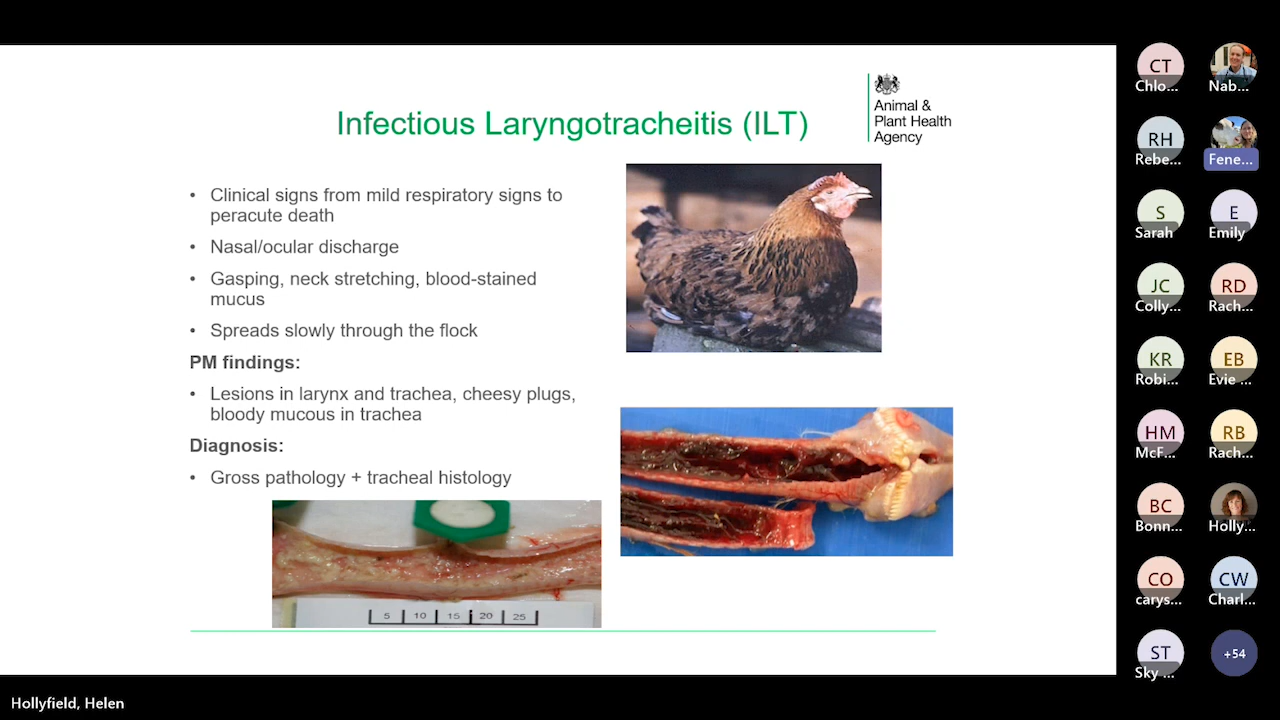 Infectious Laryngotracheitis (ILT)
Animal &
Plant Health
Agency
• Clinical signs from mild respiratory signs to
peracute death
• Nasal/ocular discharge
• Gasping, neck stretching, blood-stained
mucus
• Spreads slowly through the flock
PM findings:
• Lesions in larynx and trachea, cheesy plugs,
bloody mucous in trachea
Diagnosis:
• Gross pathology + tracheal histology
5 10 15 20 25
CT
Chlo...
Nab...
RH
Rebe...
Fene...
S
Sarah
E
Emily
JC
Colly...
RD
Rach...
KR
Robi...
EB
Evie ...
HM
McF...
RB
Rach...
BC
Bonn...
Holly...
CO
carys...
CW
Charl...
ST
Sky ...
+54
Hollyfield, Helen